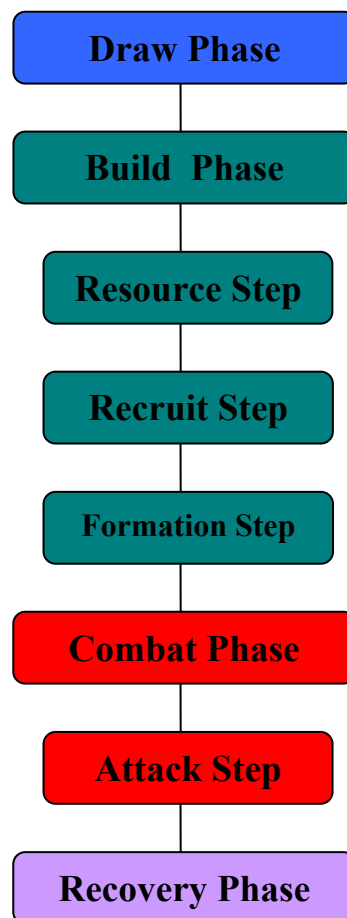 Draw Phase
Build Phase
Resource Step
Recruit Step
Formation Step
Combat Phase
Attack Step
Recovery Phase